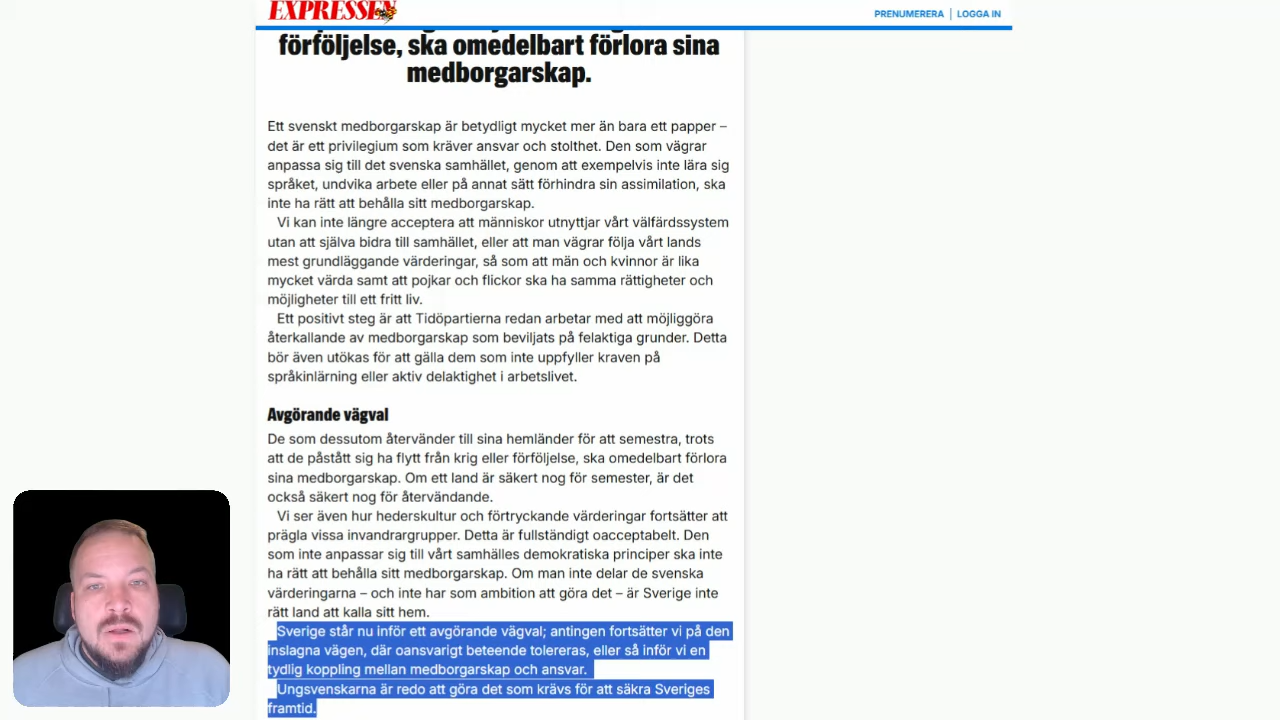 EXPRESSEN
PRENUMERERA | LOGGA IN
förföljelse, ska omedelbart förlora sina
medborgarskap.
Ett svenskt medborgarskap är betydligt mycket mer än bara ett papper –
det är ett privilegium som kräver ansvar och stolthet. Den som vägrar
anpassa sig till det svenska samhället, genom att exempelvis inte lära sig
språket, undvika arbete eller på annat sätt förhindra sin assimilation, ska
inte ha rätt att behålla sitt medborgarskap.
Vi kan inte längre acceptera att människor utnyttjar vårt välfärdssystem
utan att själva bidra till samhället, eller att man vägrar följa vårt lands
mest grundläggande värderingar, så som att män och kvinnor är lika
mycket värda samt att pojkar och flickor ska ha samma rättigheter och
möjligheter till ett fritt liv.
Ett positivt steg är att Tidöpartierna redan arbetar med att möjliggöra
återkallande av medborgarskap som beviljats på felaktiga grunder. Detta
bör även utökas för att gälla dem som inte uppfyller kraven på
språkinlärning eller aktiv delaktighet i arbetslivet.
Avgörande vägval
De som dessutom återvänder till sina hemländer för att semestra, trots
att de påstått sig ha flytt från krig eller förföljelse, ska omedelbart förlora
sina medborgarskap. Om ett land är säkert nog för semester, är det
också säkert nog för återvändande.
Vi ser även hur hederskultur och förtryckande värderingar fortsätter att
prägla vissa invandrargrupper. Detta är fullständigt oacceptabelt. Den
som inte anpassar sig till vårt samhälles demokratiska principer ska inte
ha rätt att behålla sitt medborgarskap. Om man inte delar de svenska
värderingarna – och inte har som ambition att göra det – är Sverige inte
rätt land att kalla sitt hem.
Sverige står nu inför ett avgörande vägval; antingen fortsätter vi på den
inslagna vägen, där oansvarigt beteende tolereras, eller så inför vi en
tydlig koppling mellan medborgarskap och ansvar.
Ungsvenskarna är redo att göra det som krävs för att säkra Sveriges
framtid.